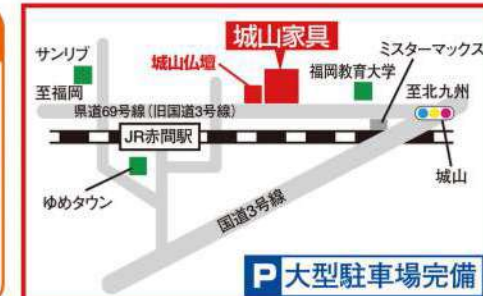 城山家具
ミスターマックス
サンリブ
城山仏壇
福岡教育大学
至福岡
至北九州
県道69号線(旧国道3号線)
JR赤間駅
城山
ゆめタウン
国道3号線
P大型駐車場完備